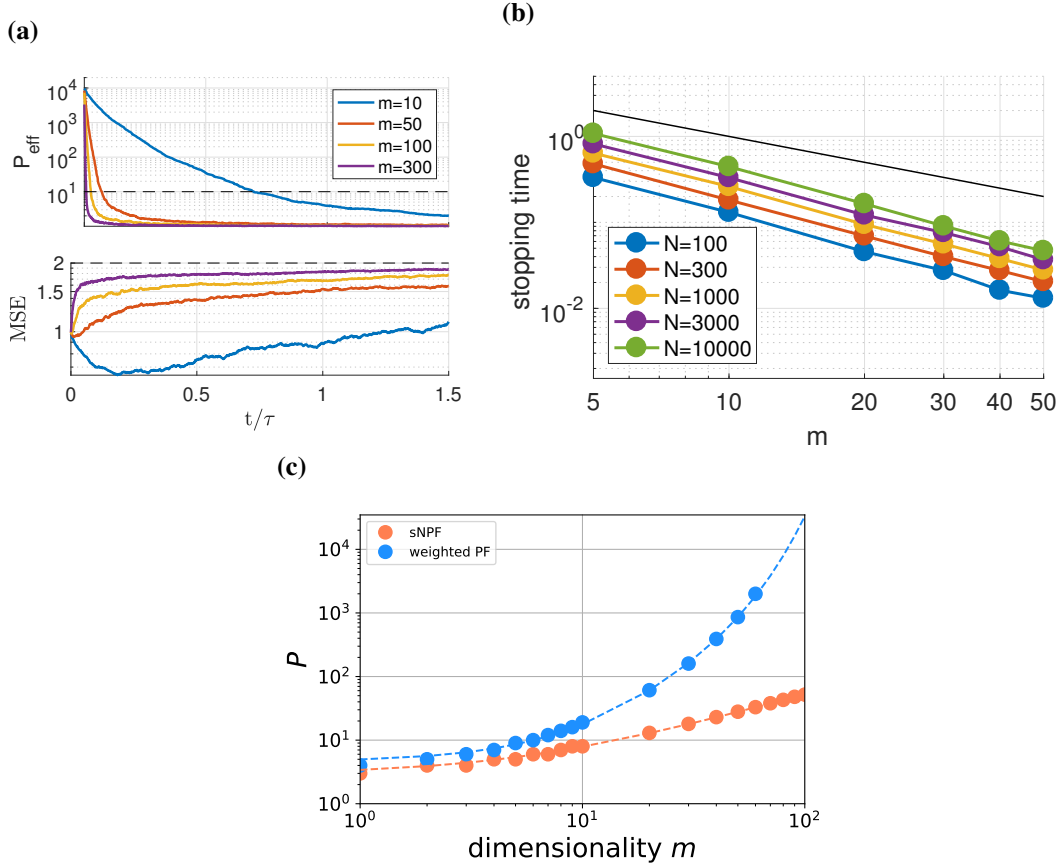 (a)
10^4
10^3
10^2
10^1
P_eff
m=10
m=50
m=100
m=300
2
1.5
1
MSE
0 0.5 1 1.5
t/τ
(b)
10^0
10^-2
stopping time
N=100
N=300
N=1000
N=3000
N=10000
5 10 20 30 40 50
m
(c)
sNPF
weighted PF
10^4
10^3
10^2
10^1
10^0
P
10^0 10^1 10^2
dimensionality m